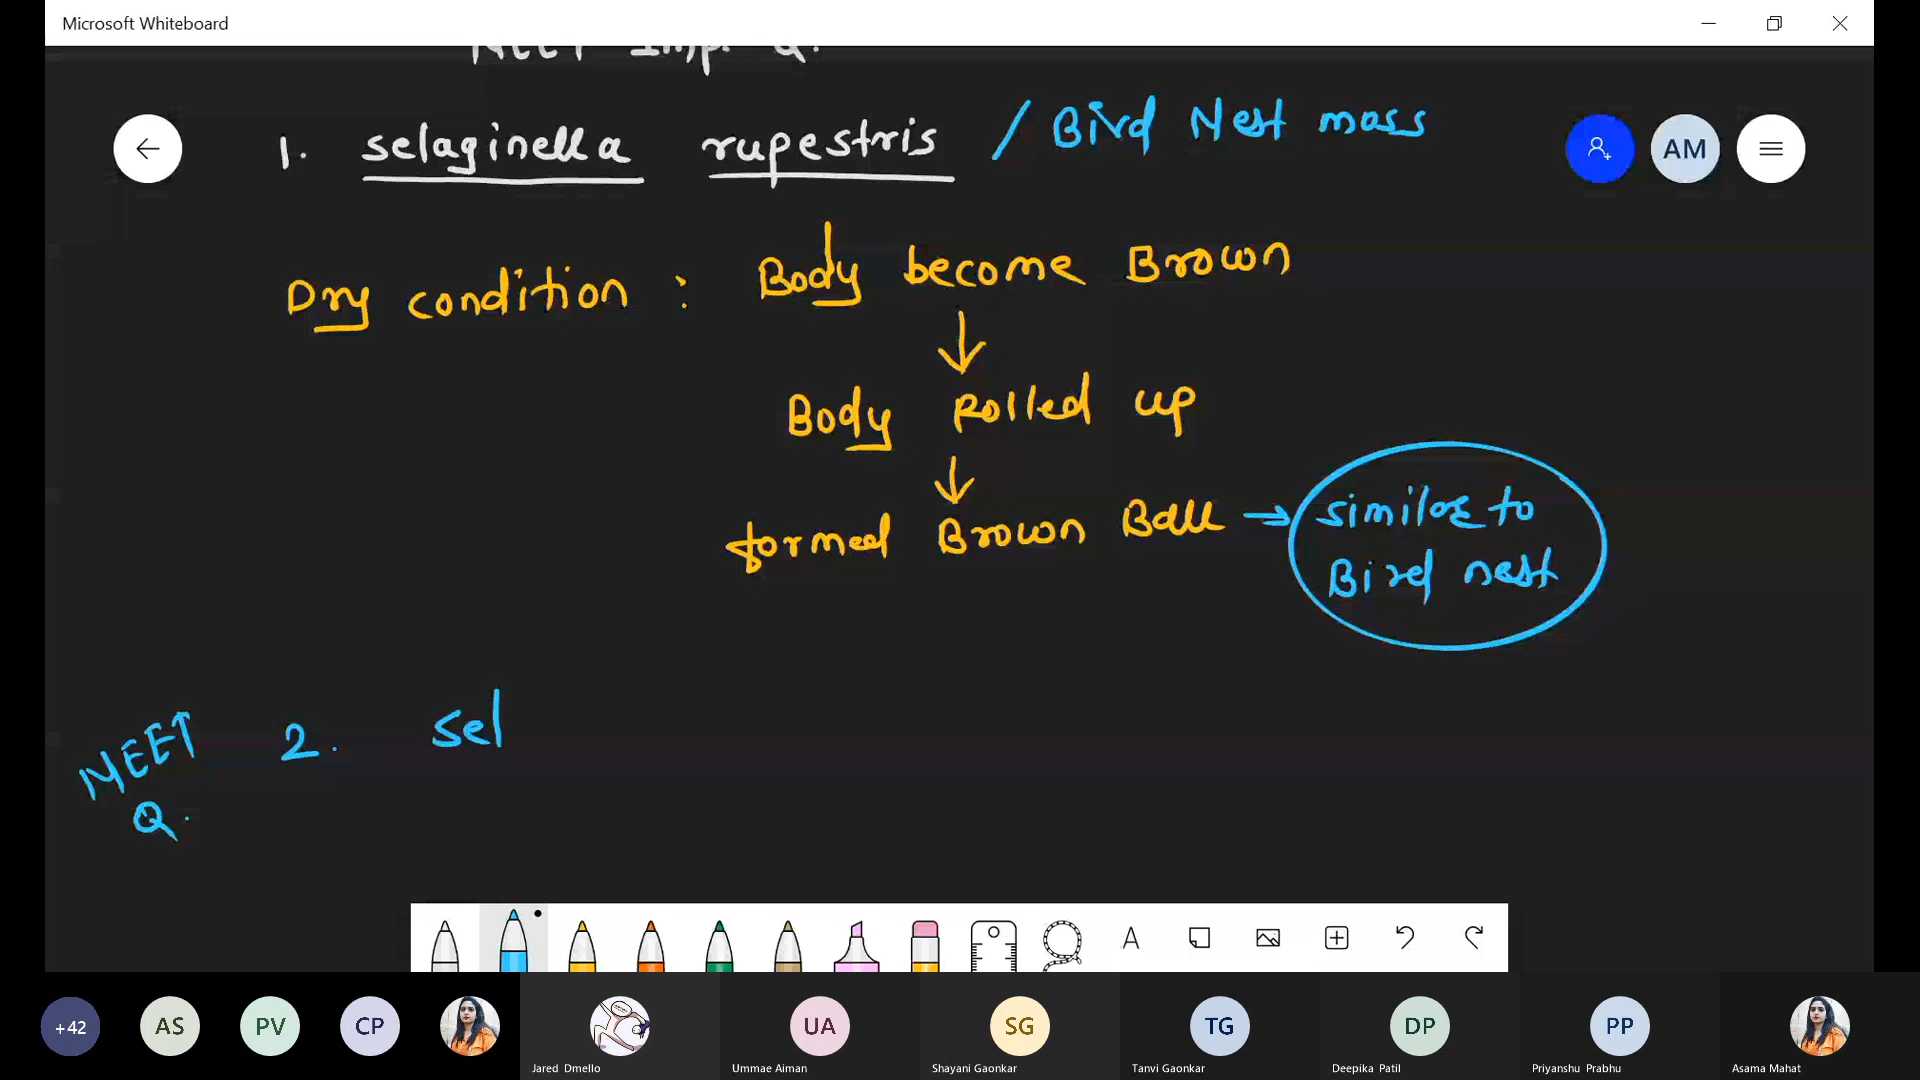 Microsoft Whiteboard
NEET Imp. Q.
1. selaginella rupestris / Bird Nest moss
AM
Dry condition : Body become Brown
Body rolled up
formed Brown Ball → similar to
Bird nest
NEET 2. sel
Q.
A
+42 AS PV CP UA SG TG DP PP
Jared Dmello Ummae Aiman Shayani Gaonkar Tanvi Gaonkar Deepika Patil Priyanshu Prabhu Asama Mahat